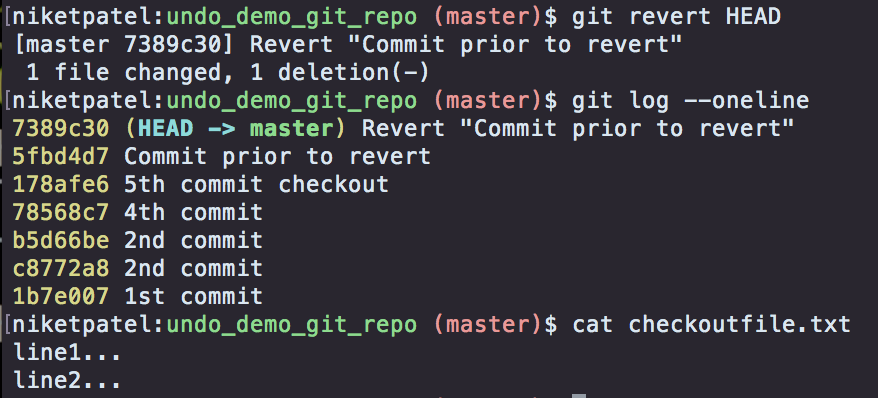 [niketpatel:undo_demo_git_repo (master)$ git revert HEAD
[master 7389c30] Revert "Commit prior to revert"
 1 file changed, 1 deletion(-)
[niketpatel:undo_demo_git_repo (master)$ git log --oneline
7389c30 (HEAD -> master) Revert "Commit prior to revert"
5fbd4d7 Commit prior to revert
178afe6 5th commit checkout
78568c7 4th commit
b5d66be 2nd commit
c8772a8 2nd commit
1b7e007 1st commit
[niketpatel:undo_demo_git_repo (master)$ cat checkoutfile.txt
line1...
line2...